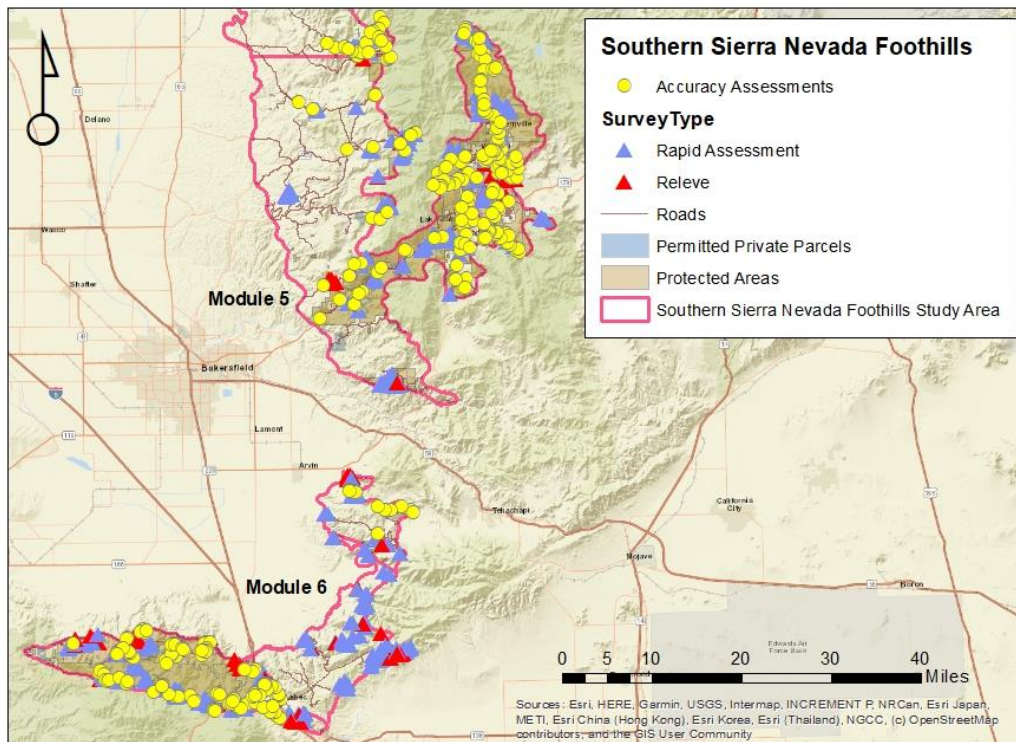 Southern Sierra Nevada Foothills
Accuracy Assessments
SurveyType
Rapid Assessment
Releve
Roads
Permitted Private Parcels
Protected Areas
Southern Sierra Nevada Foothills Study Area
Delano
Wasco
Shafter
Module 5
Bakersfield
Lamont
Arvin
Tehachapi
California
City
Mojave
Boron
Module 6
Edwards Air
Force Base
0 5 10 20 30 40
Miles
Sources: Esri, HERE, Garmin, USGS, Intermap, INCREMENT P, NRCan, Esri Japan,
METI, Esri China (Hong Kong), Esri Korea, Esri (Thailand), NGCC, (c) OpenStreetMap
contributors, and the GIS User Community